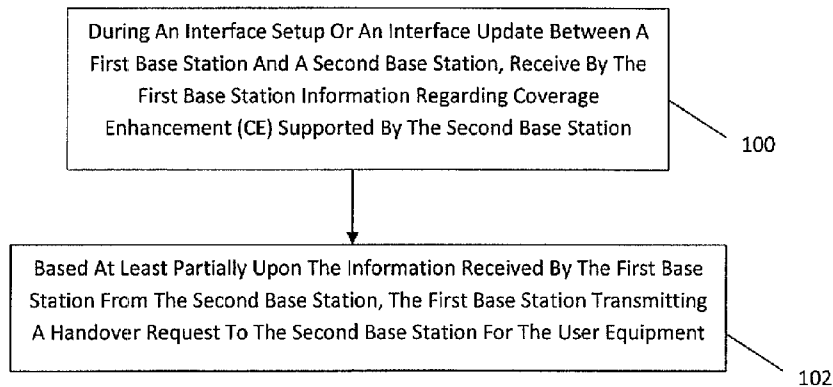 During An Interface Setup Or An Interface Update Between A
First Base Station And A Second Base Station, Receive By The
First Base Station Information Regarding Coverage
Enhancement (CE) Supported By The Second Base Station
100
Based At Least Partially Upon The Information Received By The First Base
Station From The Second Base Station, The First Base Station Transmitting
A Handover Request To The Second Base Station For The User Equipment
102